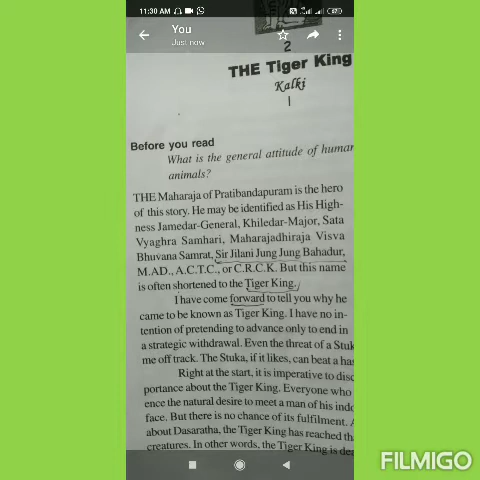 11:30 AM
You
Just now
2
THE Tiger King
Kalki
1
Before you read
What is the general attitude of human
animals?
THE Maharaja of Pratibandapuram is the hero
of this story. He may be identified as His High-
ness Jamedar-General, Khiledar-Major, Sata
Vyaghra Samhari, Maharajadhiraja Visva
Bhuvana Samrat, Sir Jilani Jung Jung Bahadur,
M.AD., A.C.T.C., or C.R.C.K. But this name
is often shortened to the Tiger King.
I have come forward to tell you why he
came to be known as Tiger King. I have no in-
tention of pretending to advance only to end in
a strategic withdrawal. Even the threat of a Stuk
me off track. The Stuka, if it likes, can beat a has
Right at the start, it is imperative to disc
portance about the Tiger King. Everyone who
ence the natural desire to meet a man of his indo
face. But there is no chance of its fulfilment. A
about Dasaratha, the Tiger King has reached tha
creatures. In other words, the Tiger King is dea
FILMIGO